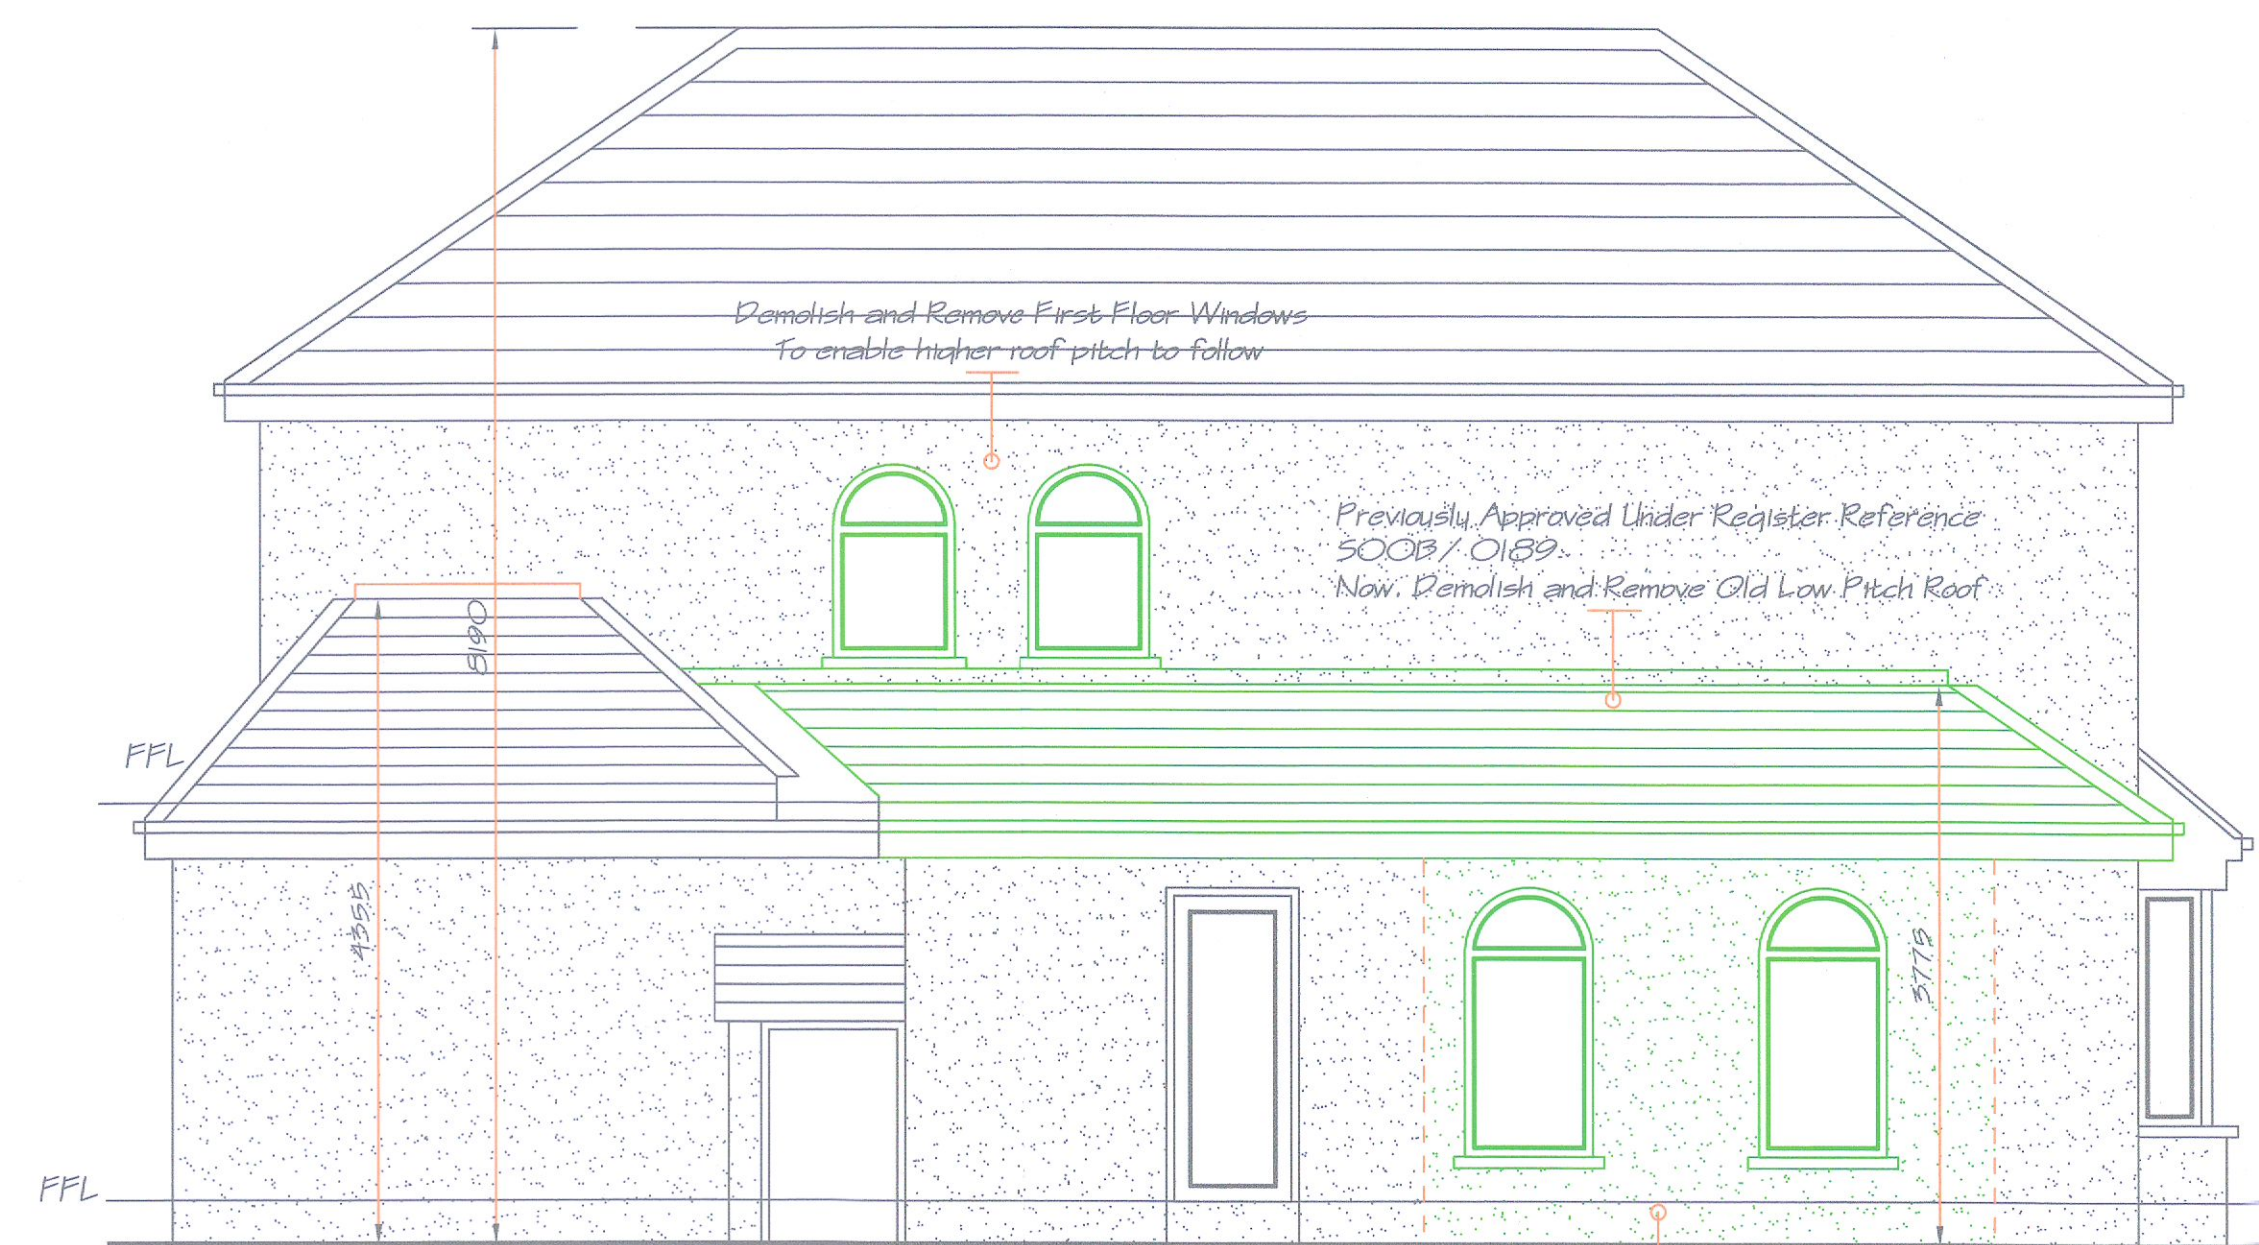 Demolish and Remove First Floor Windows
To enable higher roof pitch to follow
Previously Approved Under Register Reference
SOOB/ 0189.
Now. Demolish and Remove Old Low Pitch Roof
8190
FFL
4355
3775
FFL